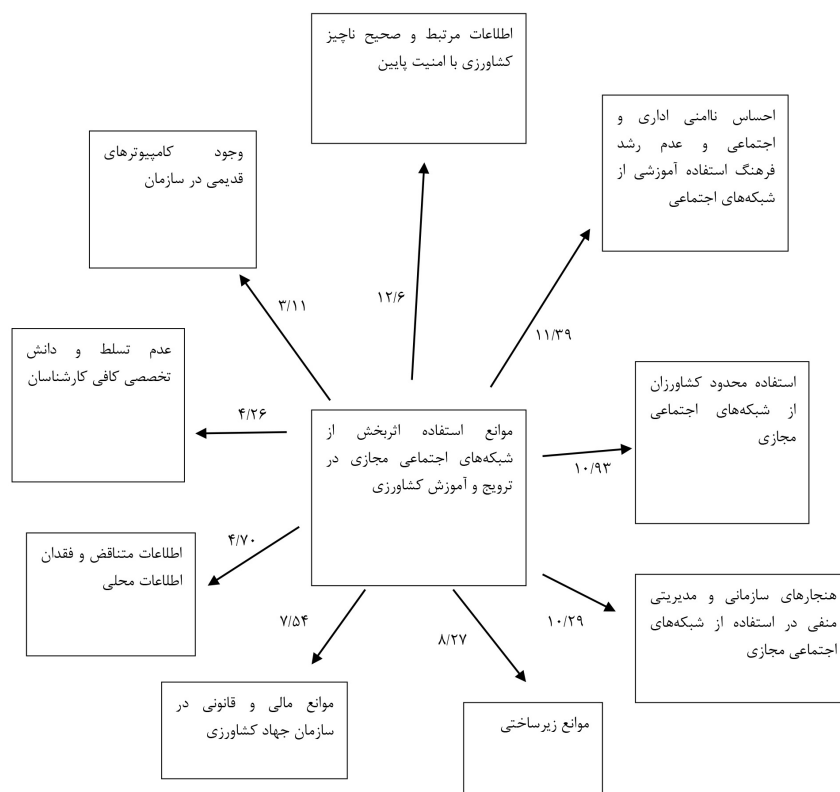 اطلاعات مرتبط و صحیح ناچیز
کشاورزی با امنیت پایین
احساس ناامنی اداری و
اجتماعی و عدم رشد
فرهنگ استفاده آموزشی از
شبکه‌های اجتماعی
وجود کامپیوترهای
قدیمی در سازمان
۳/۱۱
۱۲/۶
۱۱/۳۹
عدم تسلط و دانش
تخصصی کافی کارشناسان
۴/۲۶
استفاده محدود کشاورزان
از شبکه‌های اجتماعی
مجازی
۱۰/۹۳
موانع استفاده اثربخش از
شبکه‌های اجتماعی مجازی در
ترویج و آموزش کشاورزی
اطلاعات متناقض و فقدان
اطلاعات محلی
۴/۷۰
هنجارهای سازمانی و مدیریتی
منفی در استفاده از شبکه‌های
اجتماعی مجازی
۱۰/۲۹
۷/۵۴
۸/۲۷
موانع مالی و قانونی در
سازمان جهاد کشاورزی
موانع زیرساختی